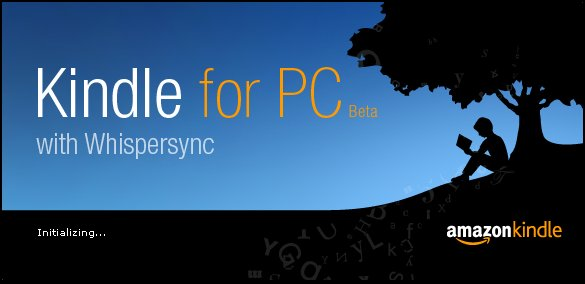 Kindle for PC Beta
with Whispersync
Initializing...
amazonkindle